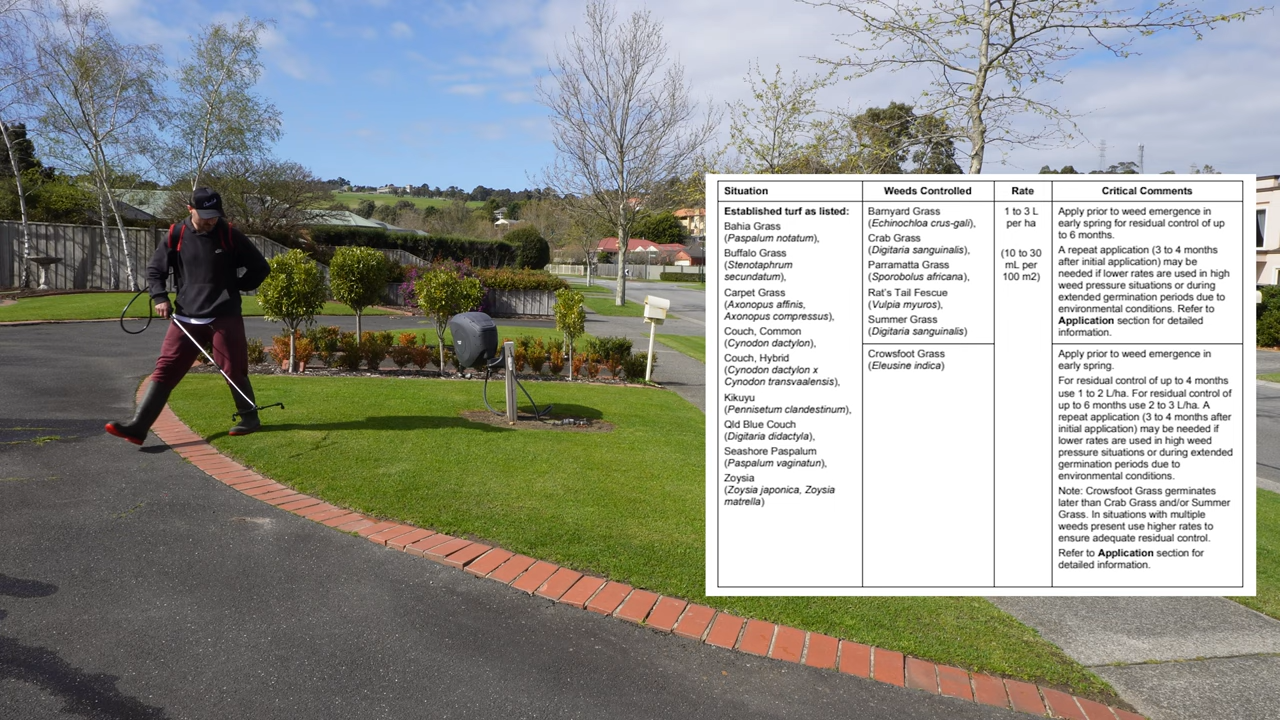 Situation
Weeds Controlled
Rate
Critical Comments
Established turf as listed:
Bahia Grass
(Paspalum notatum),
Buffalo Grass
(Stenotaphrum
secundatum),
Carpet Grass
(Axonopus affinis,
Axonopus compressus),
Couch, Common
(Cynodon dactylon),
Couch, Hybrid
(Cynodon dactylon x
Cynodon transvaalensis),
Kikuyu
(Pennisetum clandestinum),
Qld Blue Couch
(Digitaria didactyla),
Seashore Paspalum
(Paspalum vaginatun),
Zoysia
(Zoysia japonica, Zoysia
matrella)
Barnyard Grass
(Echinochloa crus-gali),
Crab Grass
(Digitaria sanguinalis),
Parramatta Grass
(Sporobolus africana),
Rat's Tail Fescue
(Vulpia myuros),
Summer Grass
(Digitaria sanguinalis)
Crowsfoot Grass
(Eleusine indica)
1 to 3 L
per ha
(10 to 30
mL per
100 m2)
Apply prior to weed emergence in
early spring for residual control of up
to 6 months.
A repeat application (3 to 4 months
after initial application) may be
needed if lower rates are used in high
weed pressure situations or during
extended germination periods due to
environmental conditions. Refer to
Application section for detailed
information.
Apply prior to weed emergence in
early spring.
For residual control of up to 4 months
use 1 to 2 L/ha. For residual control of
up to 6 months use 2 to 3 L/ha. A
repeat application (3 to 4 months after
initial application) may be needed if
lower rates are used in high weed
pressure situations or during extended
germination periods due to
environmental conditions.
Note: Crowsfoot Grass germinates
later than Crab Grass and/or Summer
Grass. In situations with multiple
weeds present use higher rates to
ensure adequate residual control.
Refer to Application section for
detailed information.